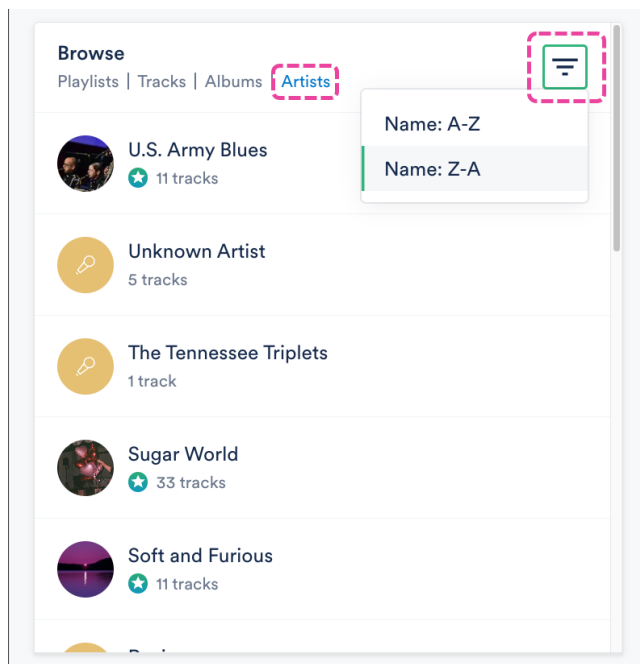 Browse
Playlists | Tracks | Albums | Artists
Name: A-Z
Name: Z-A
U.S. Army Blues
11 tracks
Unknown Artist
5 tracks
The Tennessee Triplets
1 track
Sugar World
33 tracks
Soft and Furious
11 tracks